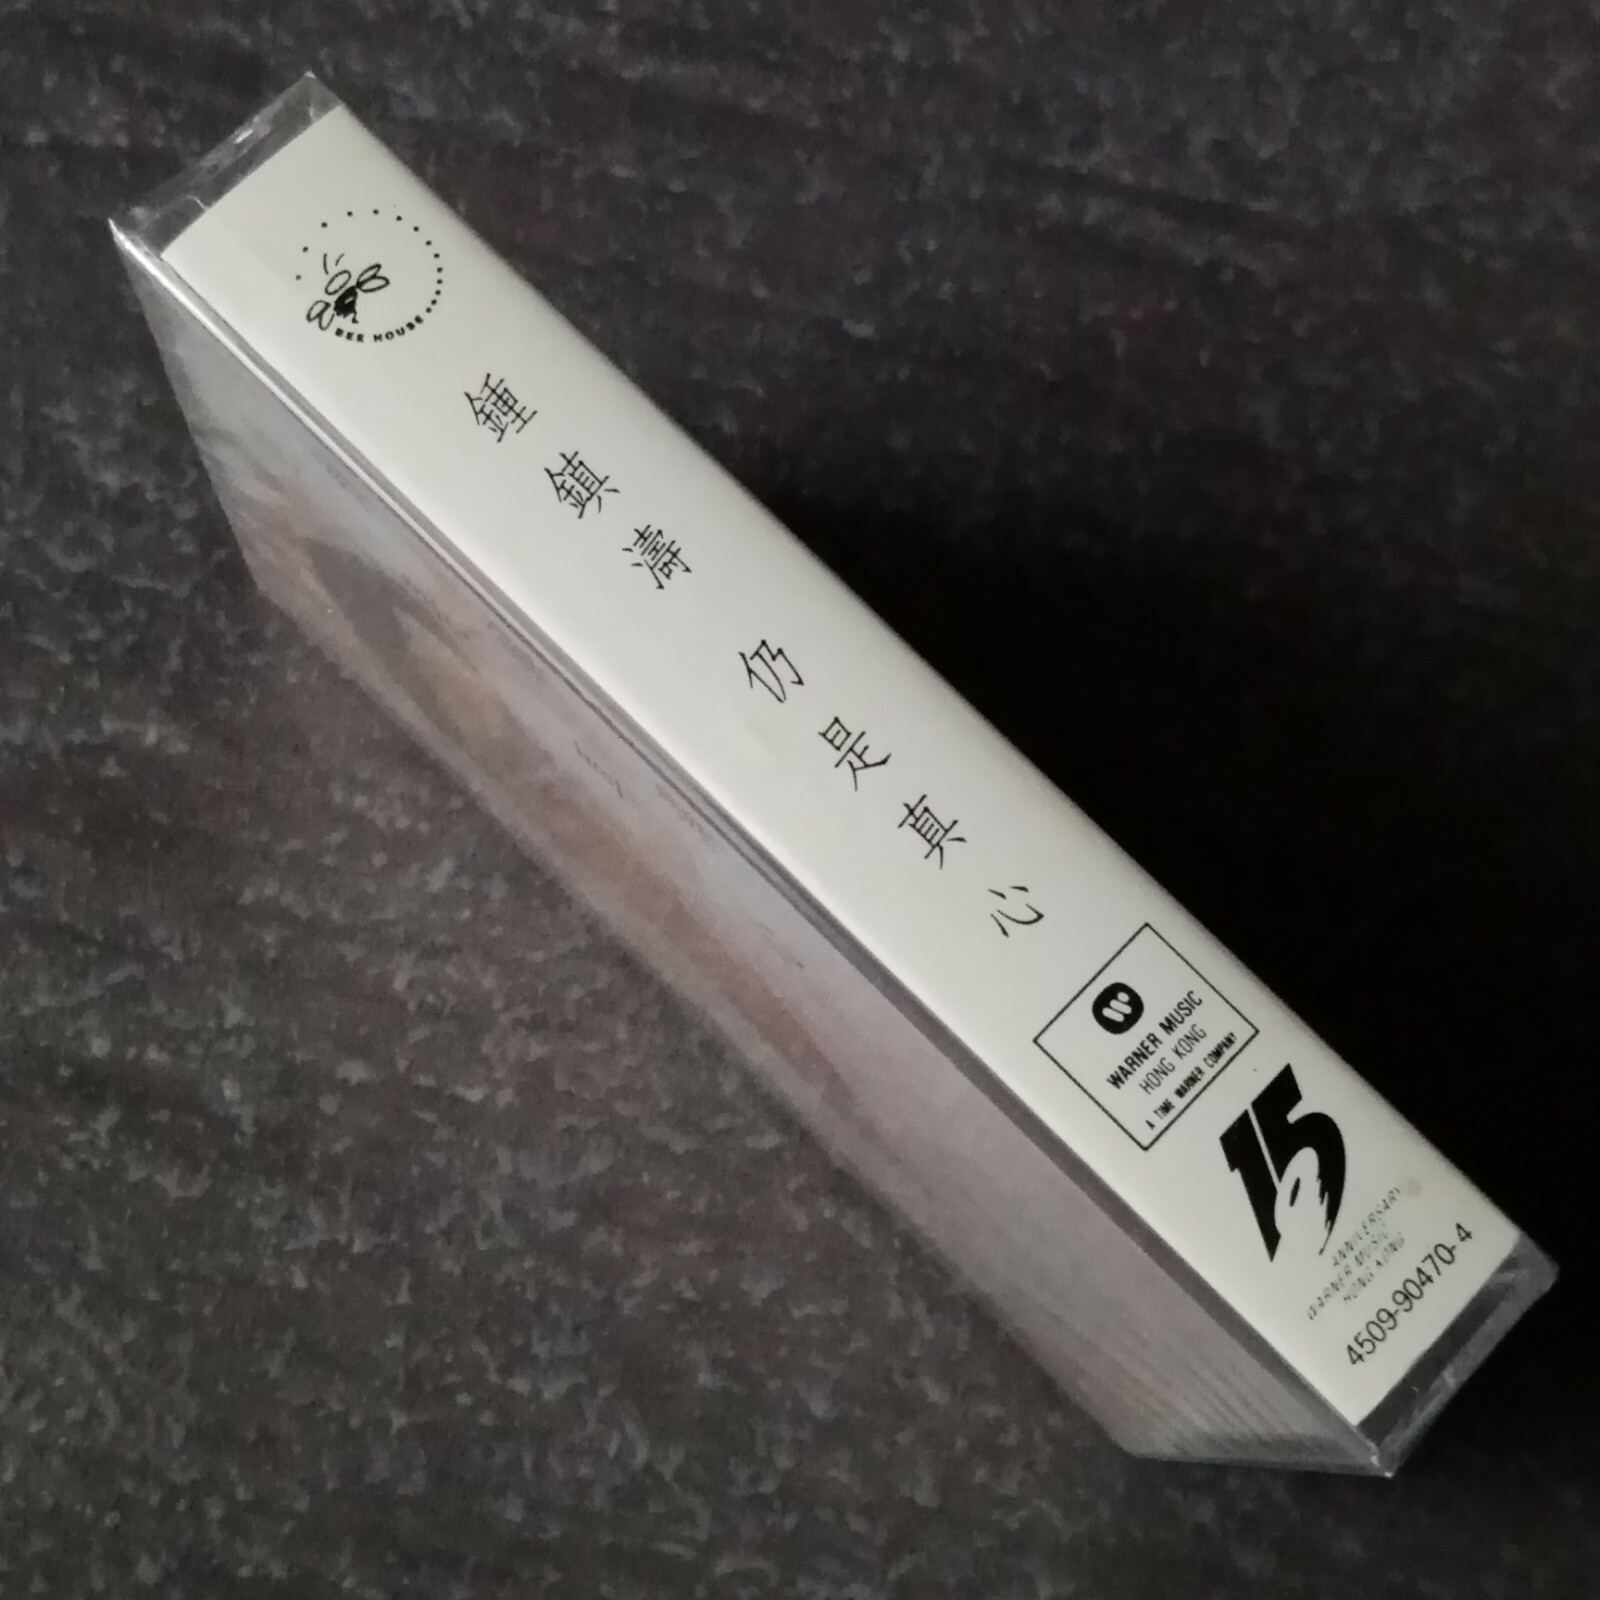 BEE HOUSE
鍾鎮濤 仍是真心
WARNER MUSIC
HONG KONG
A TIME WARNER COMPANY
15
ANNIVERSARY
WARNER MUSIC
HONG KONG
4509-90470-4